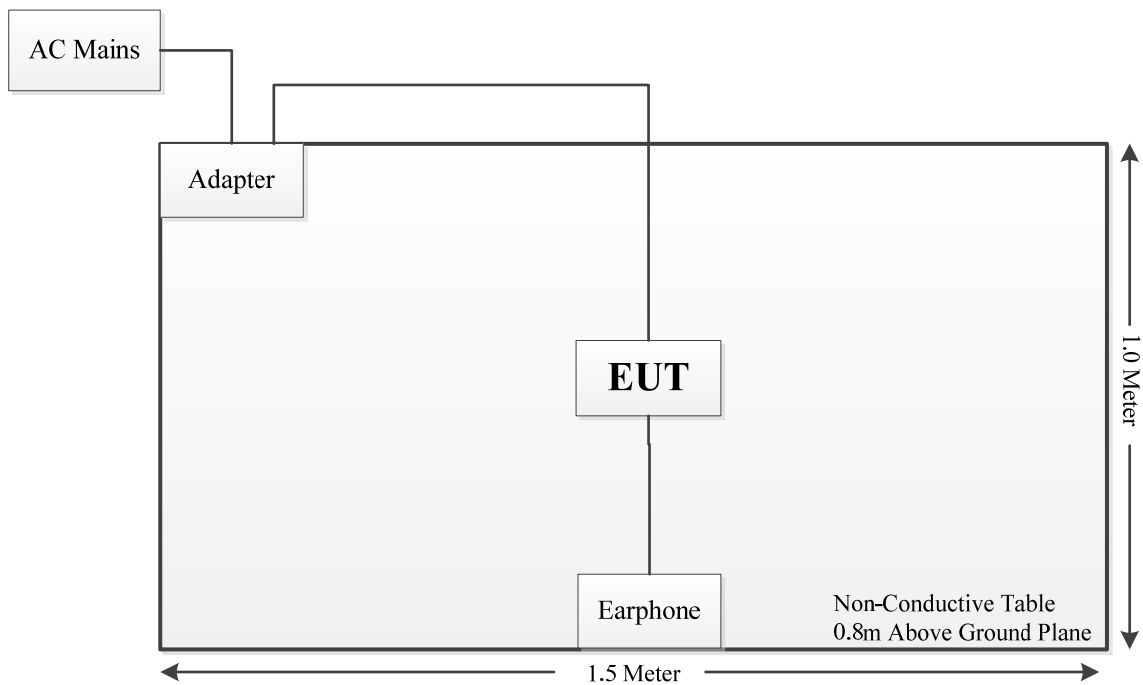 AC Mains
Adapter
1.0 Meter
EUT
Earphone
Non-Conductive Table
0.8m Above Ground Plane
1.5 Meter